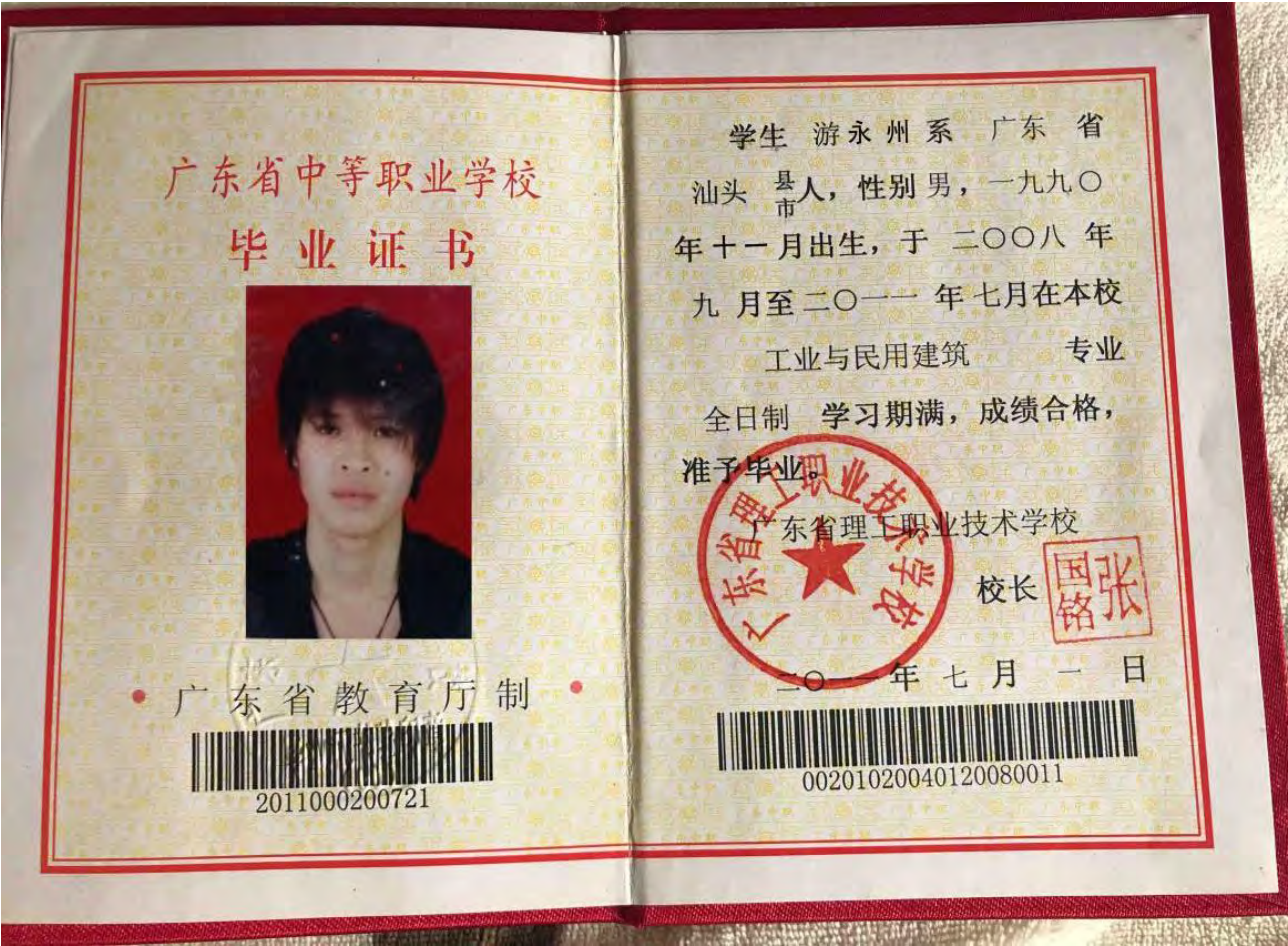 广东省中等职业学校
毕业证书
广东省教育厅制
2011000200721
学生 游永州系 广东 省
汕头 县市人，性别 男，一九九〇
年十一月出生，于 二〇〇八 年
九 月至二〇一一 年 七月在本校
工业与民用建筑 专业
全日制 学习期满，成绩合格，
准予毕业。
广东省理工职业技术学校
广东省理工职业技术学校
校长 张国铭
二〇一一年 七 月 一 日
00201020040120080011